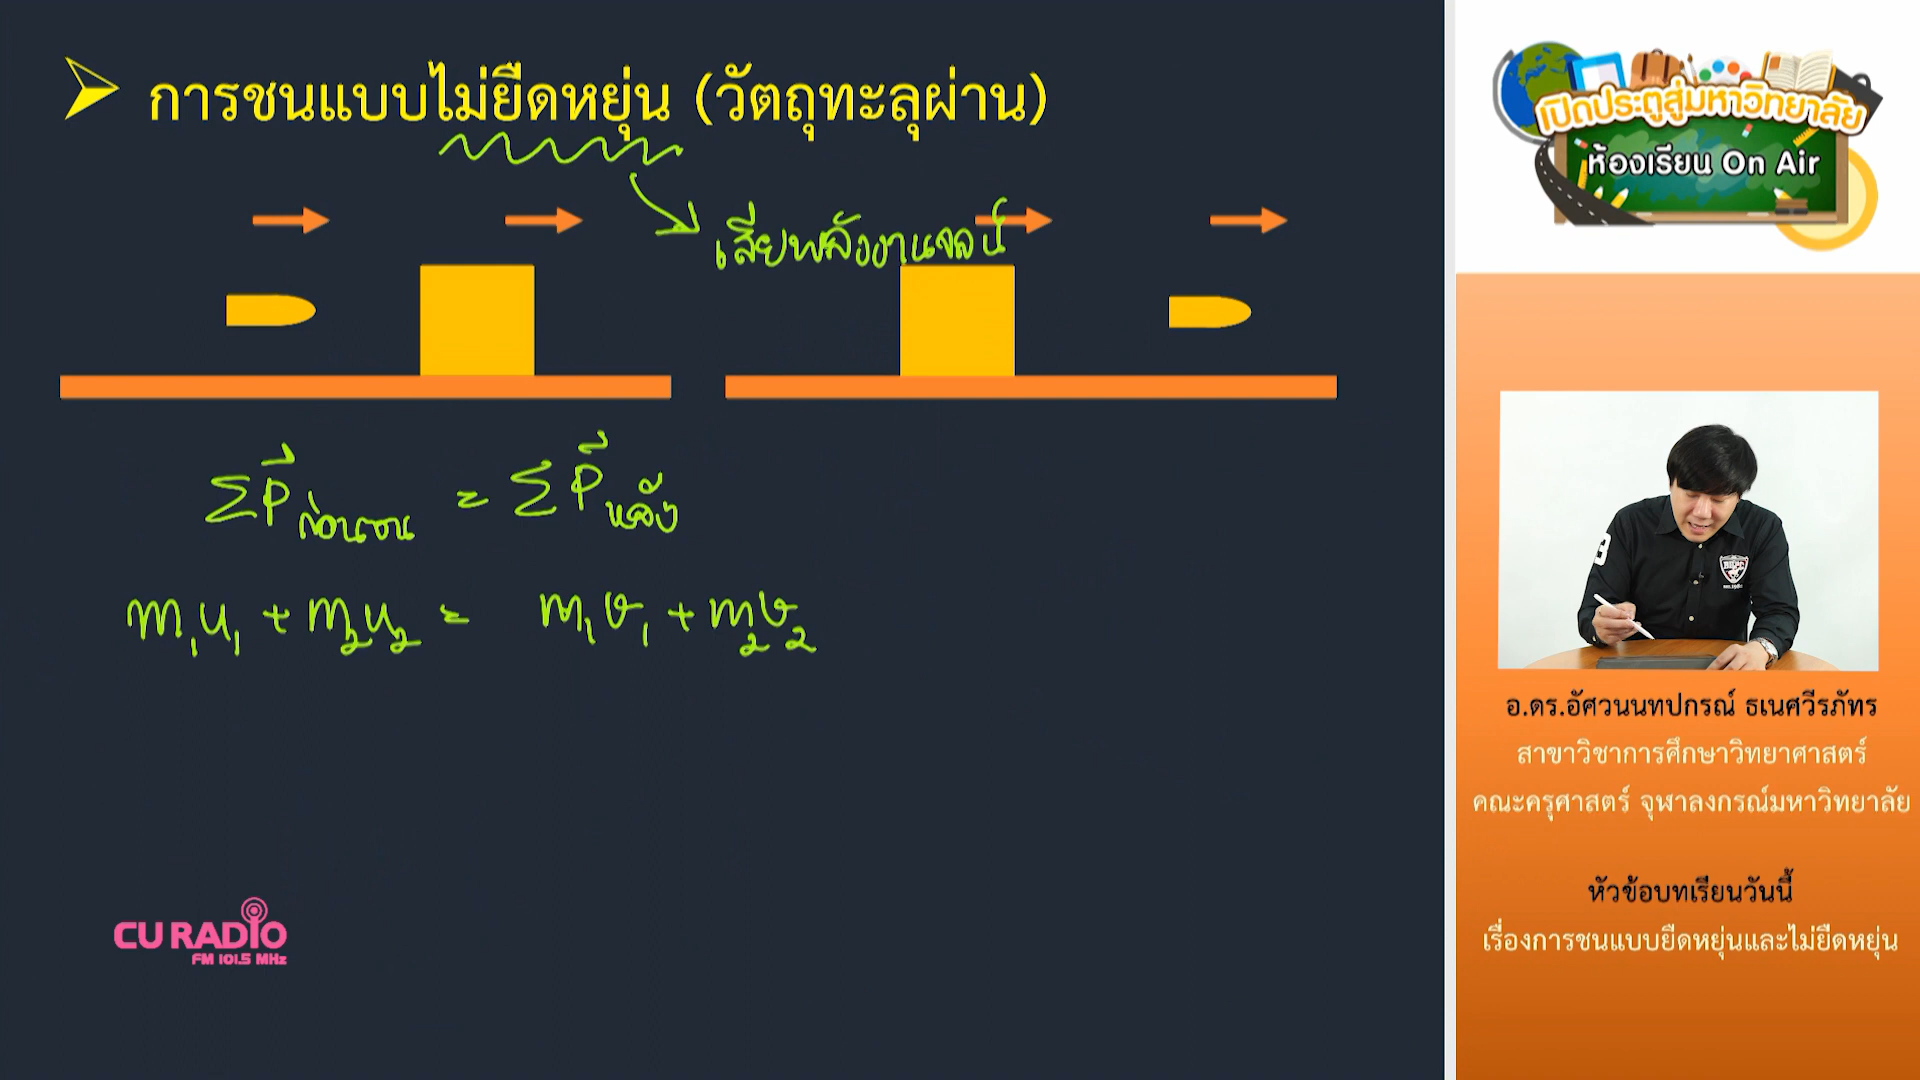 การชนแบบไม่ยืดหยุ่น (วัตถุทะลุผ่าน)
เสียพลังงานจลน์
ΣP⃗ ก่อนชน = ΣP⃗ หลัง
m₁u₁ + m₂u₂ = m₁v₁ + m₂v₂
CU RADIO
FM 101.5 MHz
เปิดประตูสู่มหาวิทยาลัย
ห้องเรียน On Air
อ.ดร.อัศวนนทปกรณ์ ธเนศวีรภัทร
สาขาวิชาการศึกษาวิทยาศาสตร์
คณะครุศาสตร์ จุฬาลงกรณ์มหาวิทยาลัย
หัวข้อบทเรียนวันนี้
เรื่องการชนแบบยืดหยุ่นและไม่ยืดหยุ่น